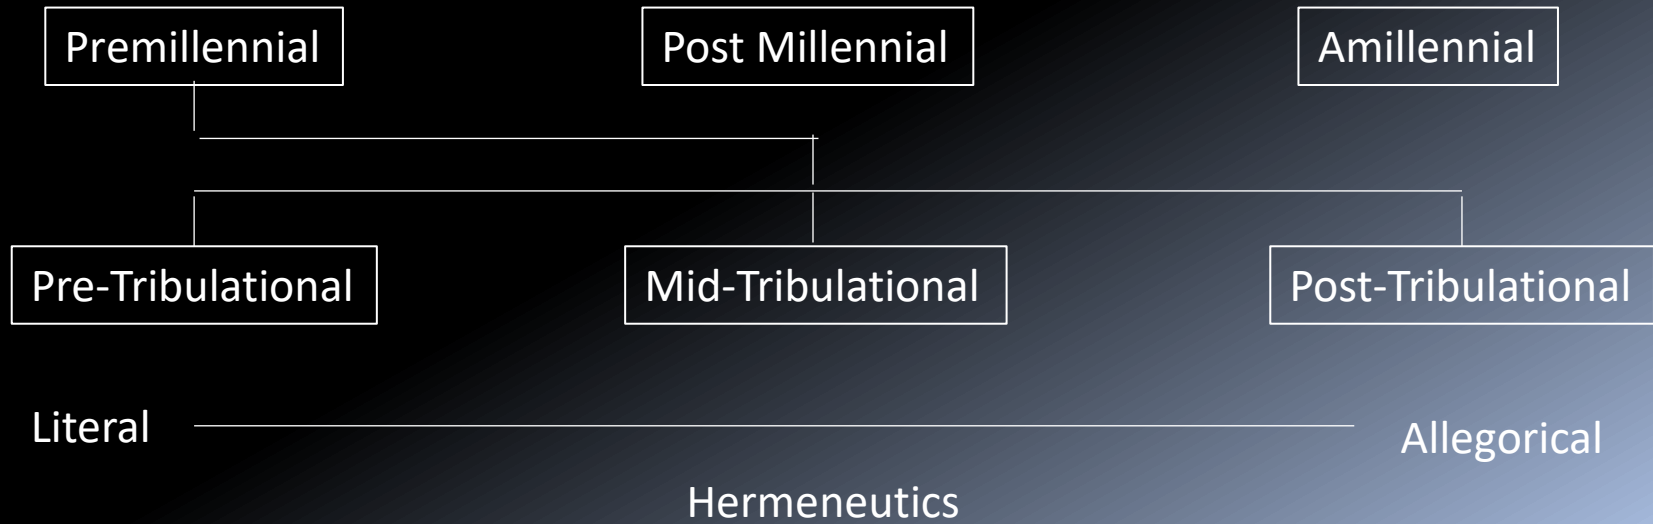 Premillennial
Post Millennial
Amillennial
Pre-Tribulational
Mid-Tribulational
Post-Tribulational
Literal
Allegorical
Hermeneutics